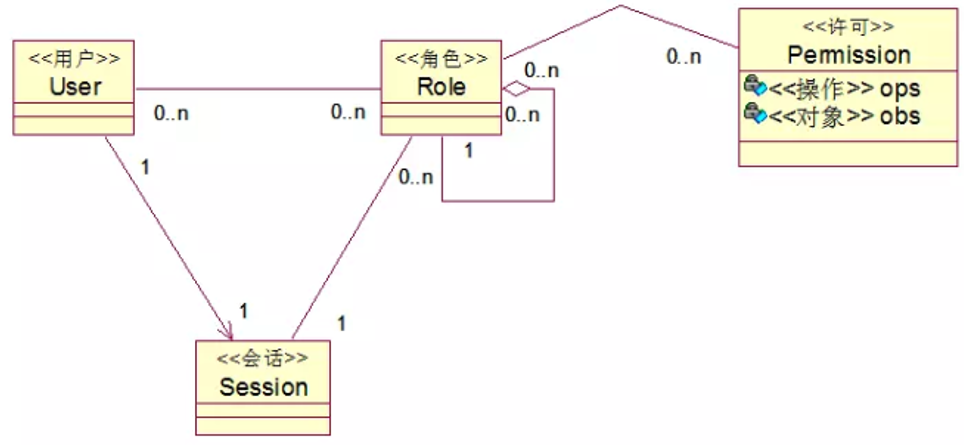 <<用户>>
User
0..n
0..n
<<角色>>
Role
0..n
0..n
1
0..n
0..n
<<许可>>
Permission
<<操作>> ops
<<对象>> obs
1
1
1
<<会话>>
Session